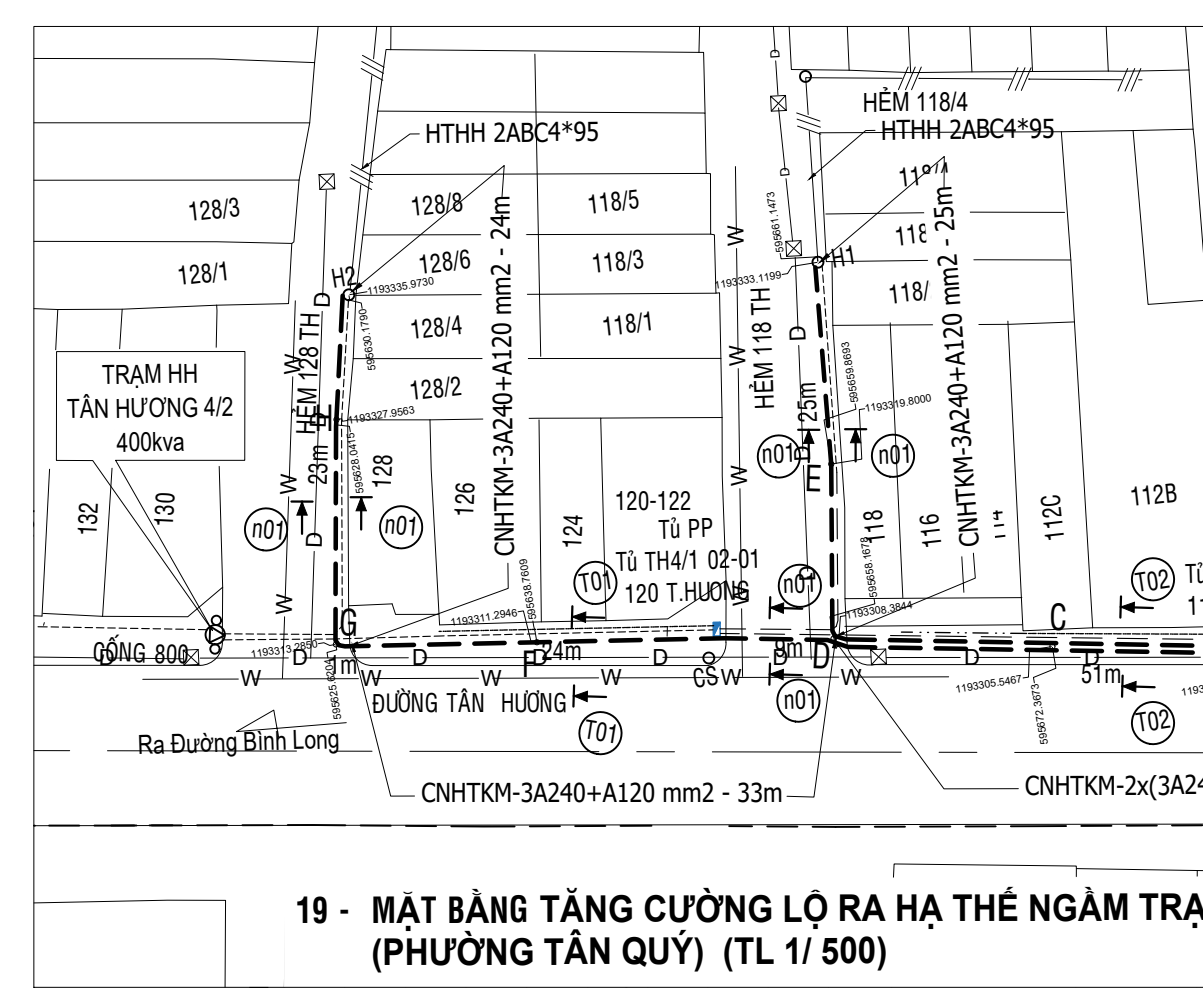 HẺM 118/4
HTHH 2ABC4*95
HTHH 2ABC4*95
128/3
128/8
118/5
128/1
128/6
118/3
128/4
118/1
128/2
118/
H2
H1
1193335.9730
595630.1790
1193333.1199
595661.1473
CNHTKM-3A240+A120 mm2 - 24m
CNHTKM-3A240+A120 mm2 - 25m
HẺM 128 TH
HẺM 118 TH
TRẠM HH
TÂN HƯƠNG 4/2
400kva
1193327.9563
595628.0415
595659.8693
1193319.8000
23m
25m
E
132
130
128
126
124
120-122
Tủ PP
Tủ TH4/1 02-01
120 T.HƯƠNG
118
116
114
112C
112B
n01
n01
n01
n01
T01
n01
T02
G
1193311.2946
595638.7609
595658.1678
1193308.3844
C
CỐNG 800
1193313.2850
595625.6204
F
24m
9m
D
CS
51m
1193305.5467
595672.3673
ĐƯỜNG TÂN HƯƠNG
T01
n01
T02
Ra Đường Bình Long
CNHTKM-3A240+A120 mm2 - 33m
CNHTKM-2x(3A24
19 - MẶT BẰNG TĂNG CƯỜNG LỘ RA HẠ THẾ NGẦM TRẠ
(PHƯỜNG TÂN QUÝ) (TL 1/ 500)